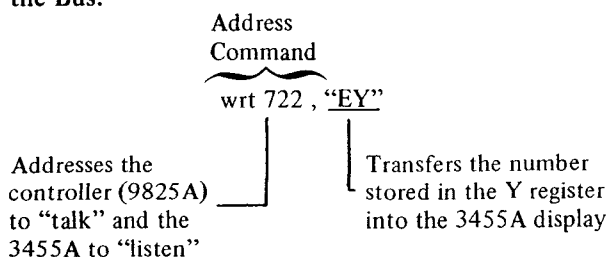 the Bus.
Address
Command
wrt 722 , “EY”
Addresses the
controller (9825A)
to “talk” and the
3455A to “listen”
Transfers the number
stored in the Y register
into the 3455A display